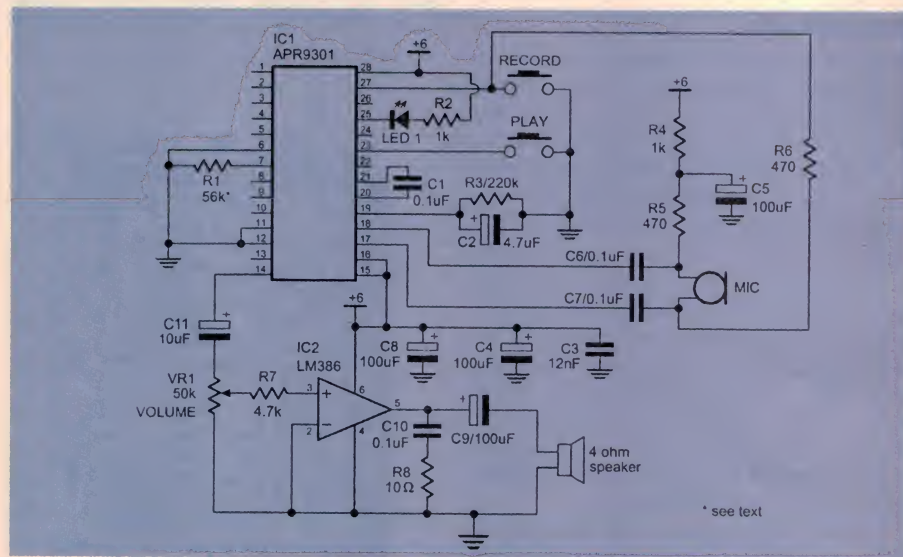 IC1
APR9301
+6
RECORD
1
2
3
4
5
6
7
8
9
10
11
12
13
14
28
27
26
25
24
23
22
21
20
19
18
17
16
15
LED 1
R2
1k
PLAY
R1
56k*
C1
0.1uF
R3/220k
+
C2
4.7uF
+6
R4
1k
+
C5
100uF
R5
470
R6
470
C6/0.1uF
C7/0.1uF
MIC
+
C11
10uF
VR1
50k
VOLUME
R7
4.7k
+6
IC2
LM386
3
+
2
−
6
5
4
+
C8
100uF
+
C4
100uF
C3
12nF
C10
0.1uF
+
C9/100uF
R8
10Ω
4 ohm
speaker
* see text